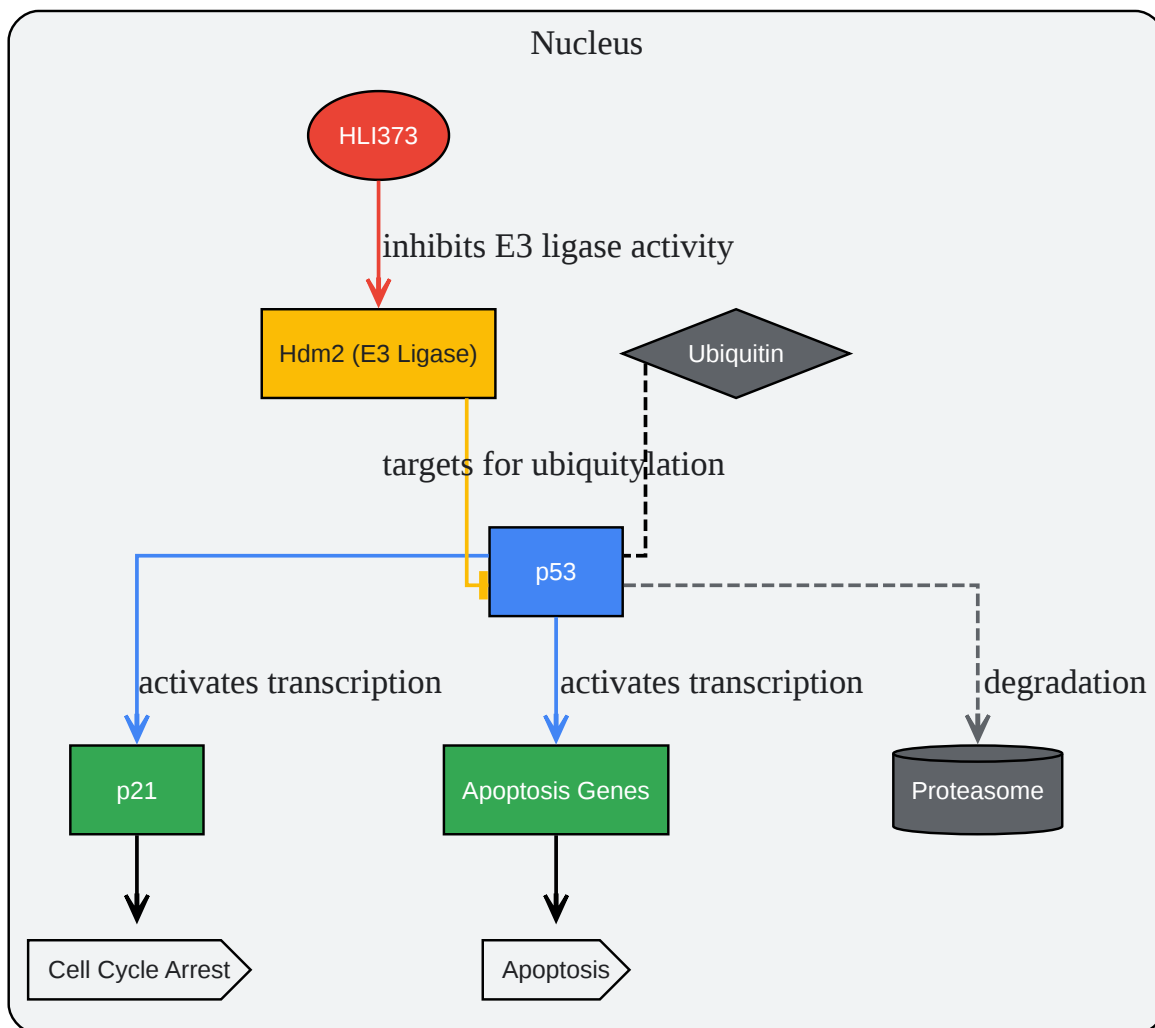 Nucleus
HLI373
inhibits E3 ligase activity
Hdm2 (E3 Ligase)
Ubiquitin
targets for ubiquitylation
p53
activates transcription
activates transcription
degradation
p21
Apoptosis Genes
Proteasome
Cell Cycle Arrest
Apoptosis